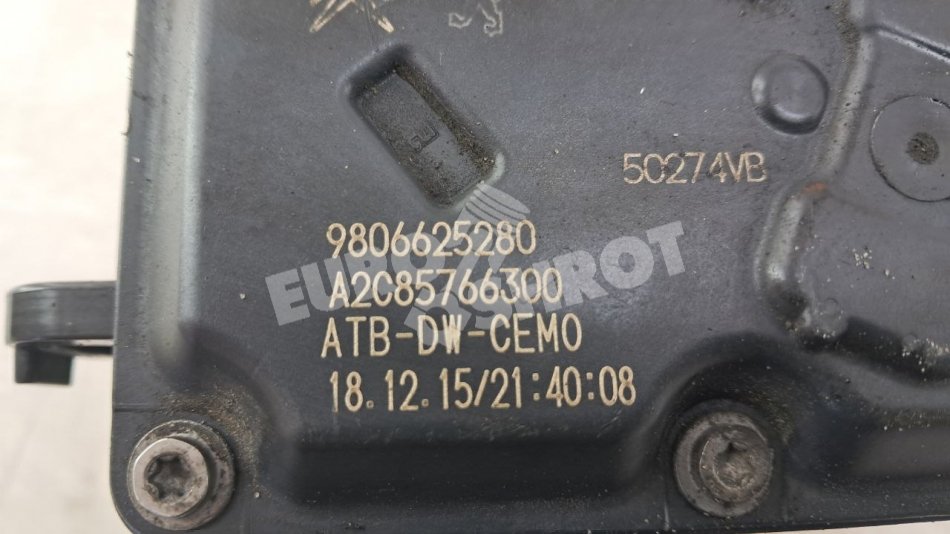 50274VB
9806625280
A2C85766300
ATB-DW-CEMO
18.12.15/21:40:08